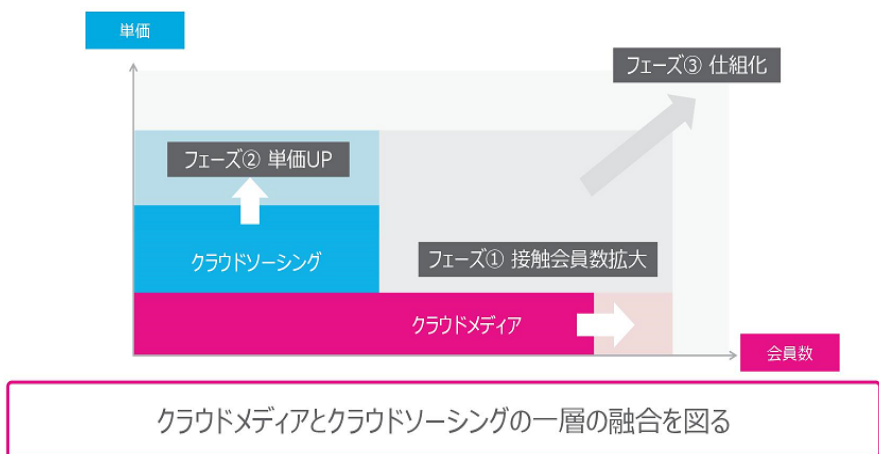 単価
フェーズ③ 仕組化
フェーズ② 単価UP
クラウドソーシング
フェーズ① 接触会員数拡大
クラウドメディア
会員数
クラウドメディアとクラウドソーシングの一層の融合を図る